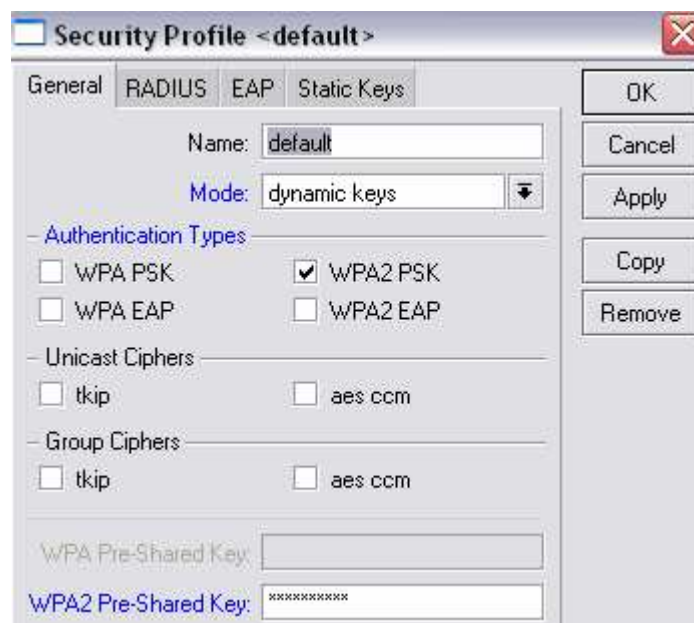 Security Profile <default>
General RADIUS EAP Static Keys
OK
Name: default
Cancel
Mode: dynamic keys
Apply
Authentication Types
WPA PSK WPA2 PSK
Copy
WPA EAP WPA2 EAP
Remove
Unicast Ciphers
tkip aes ccm
Group Ciphers
tkip aes ccm
WPA Pre-Shared Key:
WPA2 Pre-Shared Key: **********